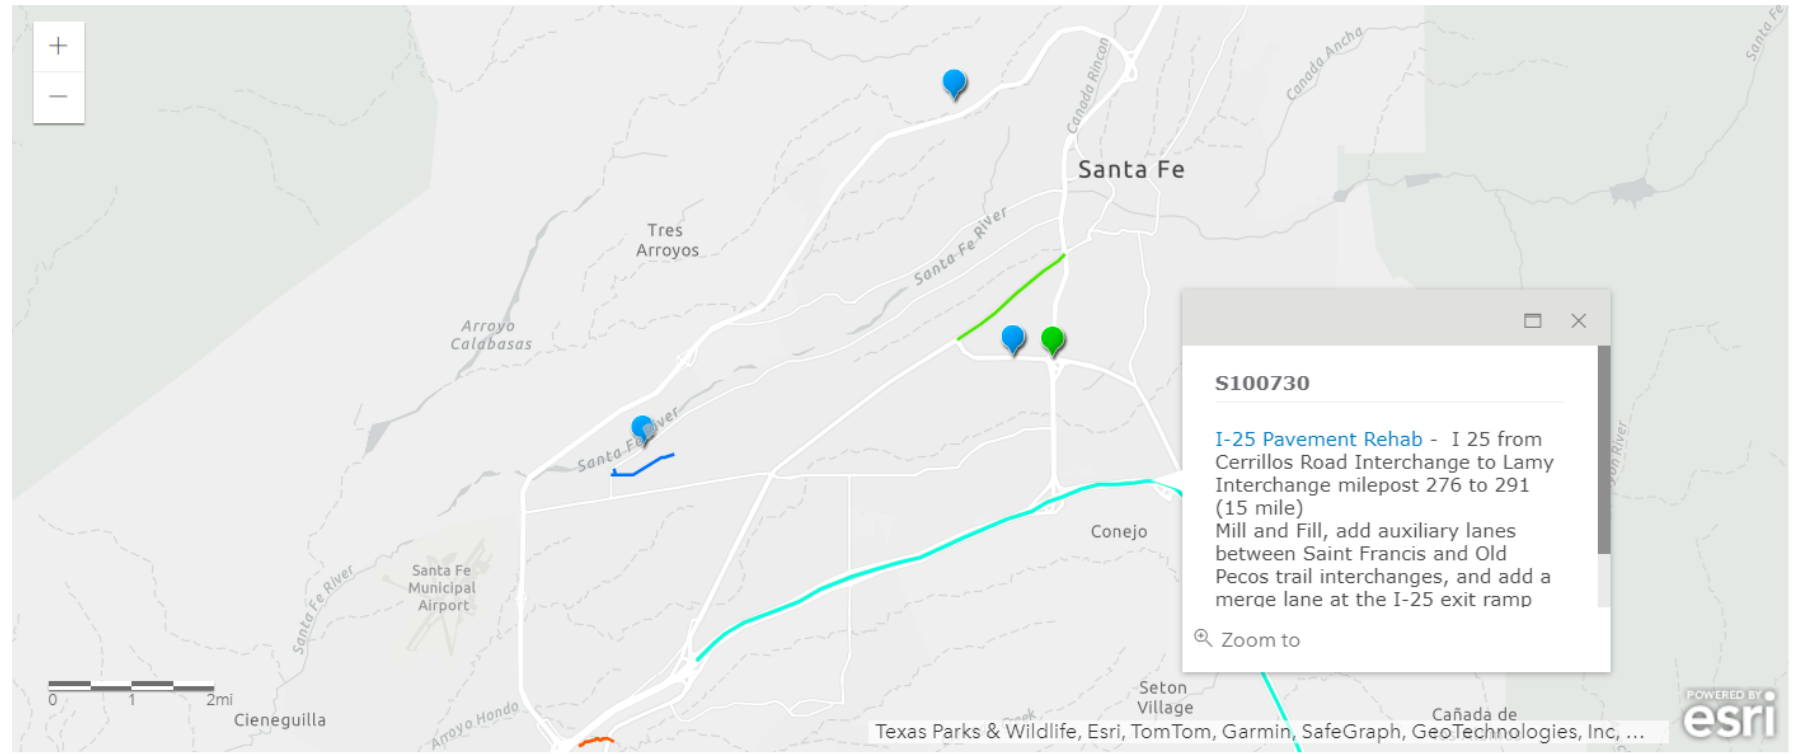 +
−
Canada Rincon
Canada Ancha
Santa Fe
Santa Fe
Tres
Arroyos
Santa Fe River
Arroyo
Calabasas
S100730
I-25 Pavement Rehab - I 25 from
Cerrillos Road Interchange to Lamy
Interchange milepost 276 to 291
(15 mile)
Mill and Fill, add auxiliary lanes
between Saint Francis and Old
Pecos trail interchanges, and add a
merge lane at the I-25 exit ramp
Zoom to
Santa Fe River
River
Conejo
Santa Fe
Municipal
Airport
Santa Fe River
0 1 2mi
Cieneguilla
Arroyo Hondo
Seton
Village
Creek
Cañada de
POWERED BY
esri
Texas Parks & Wildlife, Esri, TomTom, Garmin, SafeGraph, GeoTechnologies, Inc, ...